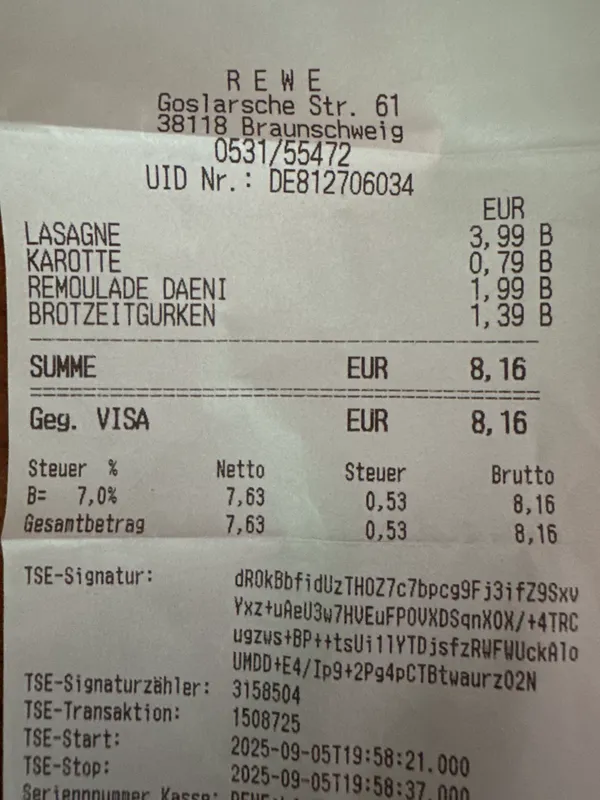 R E W E
Goslarsche Str. 61
38118 Braunschweig
0531/55472
UID Nr.: DE812706034
EUR
LASAGNE 3,99 B
KAROTTE 0,79 B
REMOULADE DAENI 1,99 B
BROTZEITGURKEN 1,39 B
SUMME EUR 8,16
Geg. VISA EUR 8,16
Steuer % Netto Steuer Brutto
B= 7,0% 7,63 0,53 8,16
Gesamtbetrag 7,63 0,53 8,16
TSE-Signatur: dROkBbfidUzTHOZ7c7bpcg9Fj3ifZ9Sxv
Yxz+uAeU3w7HVEuFPOVXDSqnXOX/+4TRC
ugzws+BP++tsUi11YTDjsfzRWFWUckAlo
UMDD+E4/Ip9+2Pg4pCTBtwaurzO2N
TSE-Signaturzähler: 3158504
TSE-Transaktion: 1508725
TSE-Start: 2025-09-05T19:58:21.000
TSE-Stop: 2025-09-05T19:58:37.000
Seriennnummer Kasse: